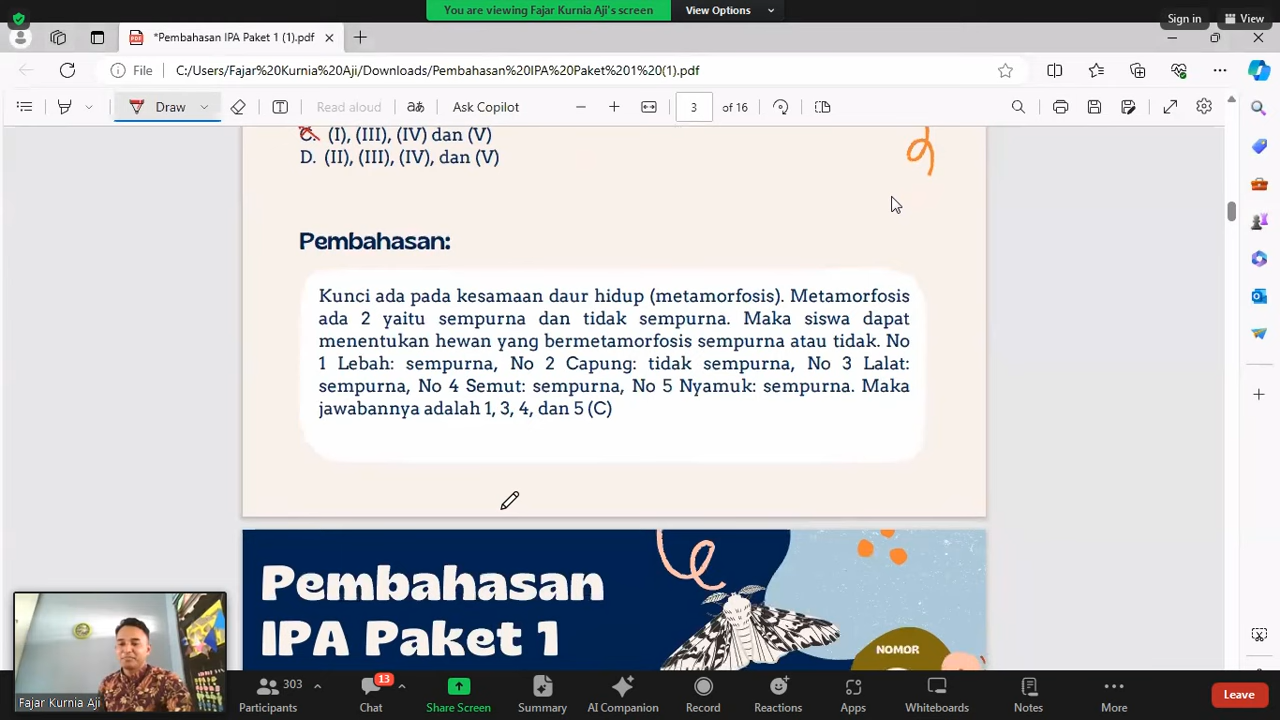 You are viewing Fajar Kurnia Aji's screen
View Options
Sign in
View
*Pembahasan IPA Paket 1 (1).pdf
File
C:/Users/Fajar%20Kurnia%20Aji/Downloads/Pembahasan%20IPA%20Paket%201%20(1).pdf
Draw
Read aloud
aあ
Ask Copilot
3
of 16
C. (I), (III), (IV) dan (V)
D. (II), (III), (IV), dan (V)
Pembahasan:
Kunci ada pada kesamaan daur hidup (metamorfosis). Metamorfosis
ada 2 yaitu sempurna dan tidak sempurna. Maka siswa dapat
menentukan hewan yang bermetamorfosis sempurna atau tidak. No
1 Lebah: sempurna, No 2 Capung: tidak sempurna, No 3 Lalat:
sempurna, No 4 Semut: sempurna, No 5 Nyamuk: sempurna. Maka
jawabannya adalah 1, 3, 4, dan 5 (C)
Pembahasan
IPA Paket 1
NOMOR
Fajar Kurnia Aji
303
Participants
13
Chat
Share Screen
Summary
AI Companion
Record
Reactions
Apps
Whiteboards
Notes
More
Leave